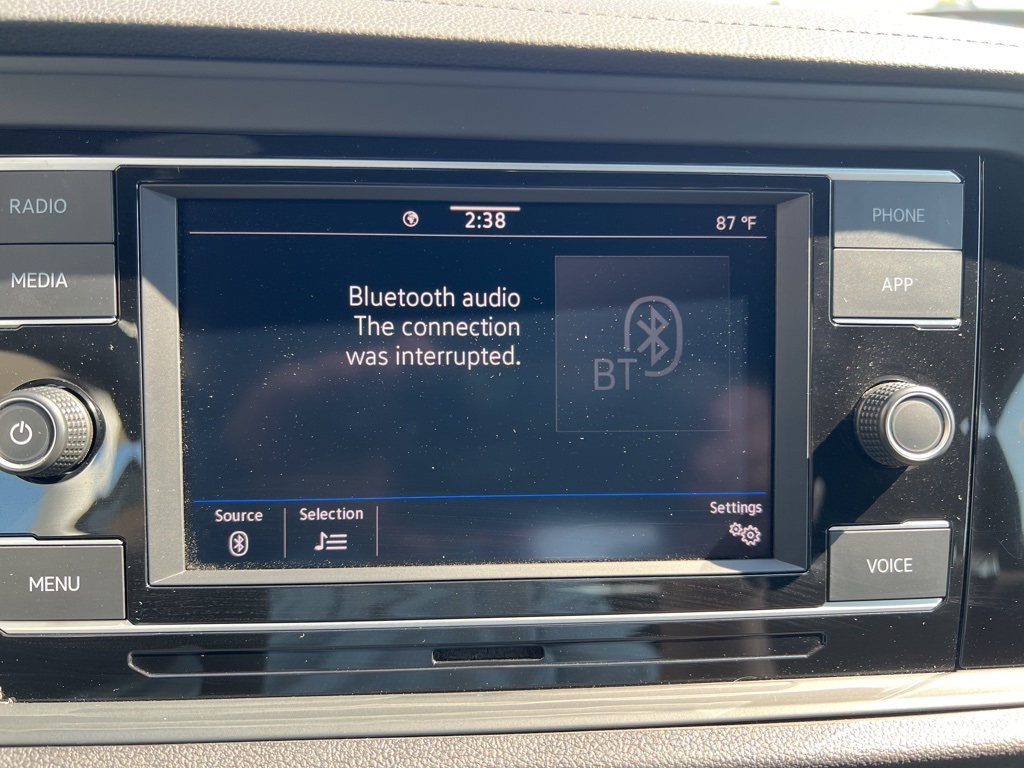 RADIO
MEDIA
MENU
2:38
87 °F
Bluetooth audio
The connection
was interrupted.
BT
Source
Selection
Settings
PHONE
APP
VOICE